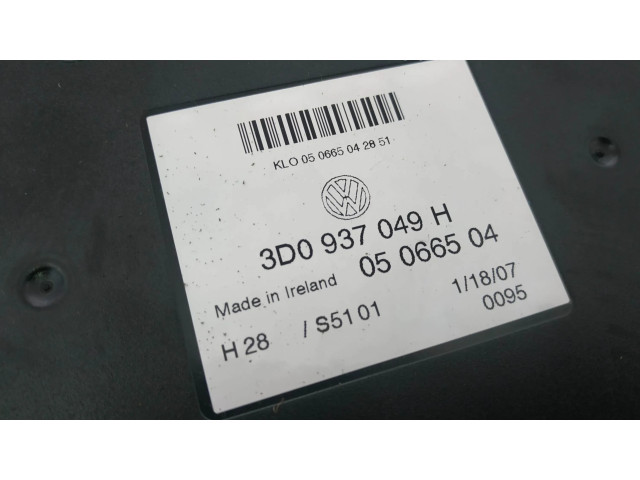 KLO 05 0665 04 28 51
VW
3D0 937 049 H
05 0665 04
Made in Ireland
1/18/07
0095
H 28 / S51 01